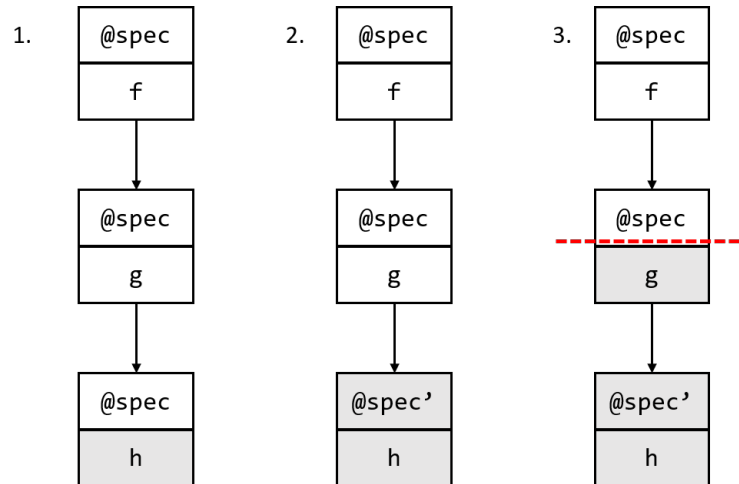 1. @spec 2. @spec 3. @spec
f f f
@spec @spec @spec
g g g
@spec @spec’ @spec’
h h h